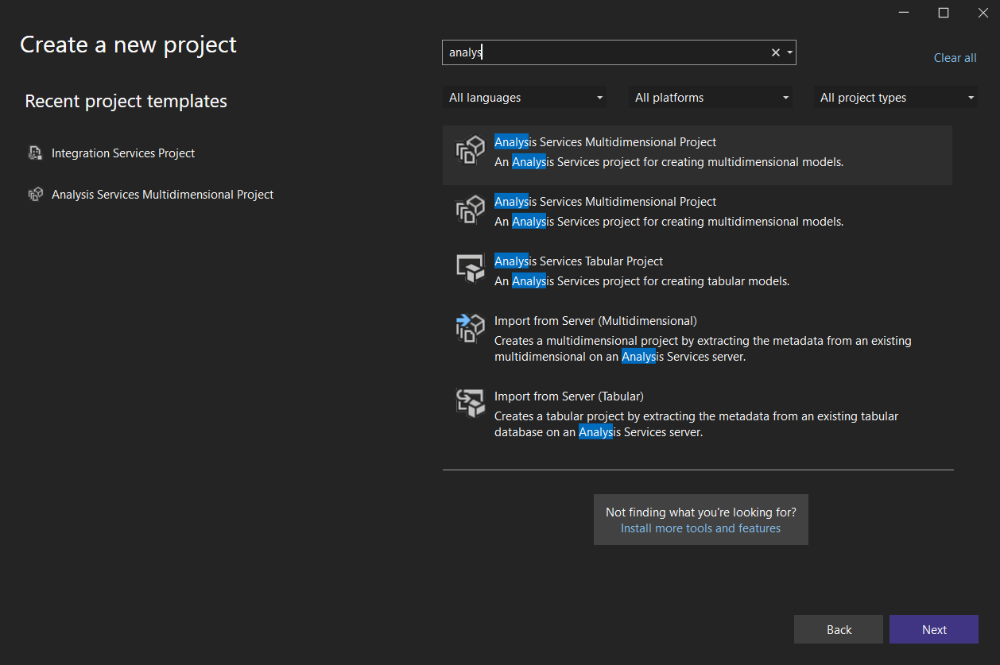 Create a new project
analys
Clear all
Recent project templates
All languages
All platforms
All project types
Integration Services Project
Analysis Services Multidimensional Project
Analysis Services Multidimensional Project
An Analysis Services project for creating multidimensional models.
Analysis Services Multidimensional Project
An Analysis Services project for creating multidimensional models.
Analysis Services Tabular Project
An Analysis Services project for creating tabular models.
Import from Server (Multidimensional)
Creates a multidimensional project by extracting the metadata from an existing
multidimensional on an Analysis Services server.
Import from Server (Tabular)
Creates a tabular project by extracting the metadata from an existing tabular
database on an Analysis Services server.
Not finding what you're looking for?
Install more tools and features
Back
Next